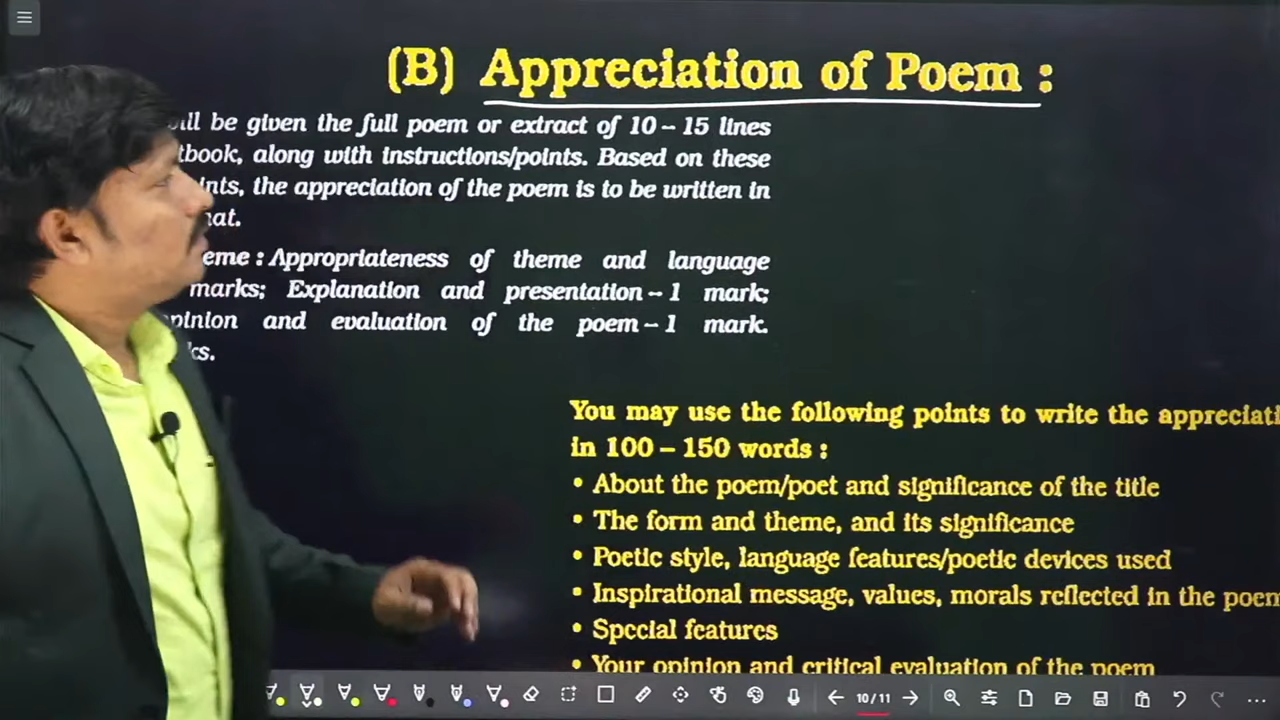 (B) Appreciation of Poem :
will be given the full poem or extract of 10 – 15 lines
tbook, along with instructions/points. Based on these
ints, the appreciation of the poem is to be written in
at.
eme : Appropriateness of theme and language
marks; Explanation and presentation – 1 mark;
opinion and evaluation of the poem – 1 mark.
ks.
You may use the following points to write the appreciati
in 100 – 150 words :
• About the poem/poet and significance of the title
• The form and theme, and its significance
• Poetic style, language features/poetic devices used
• Inspirational message, values, morals reflected in the poem
• Special features
• Your opinion and critical evaluation of the poem
10/11